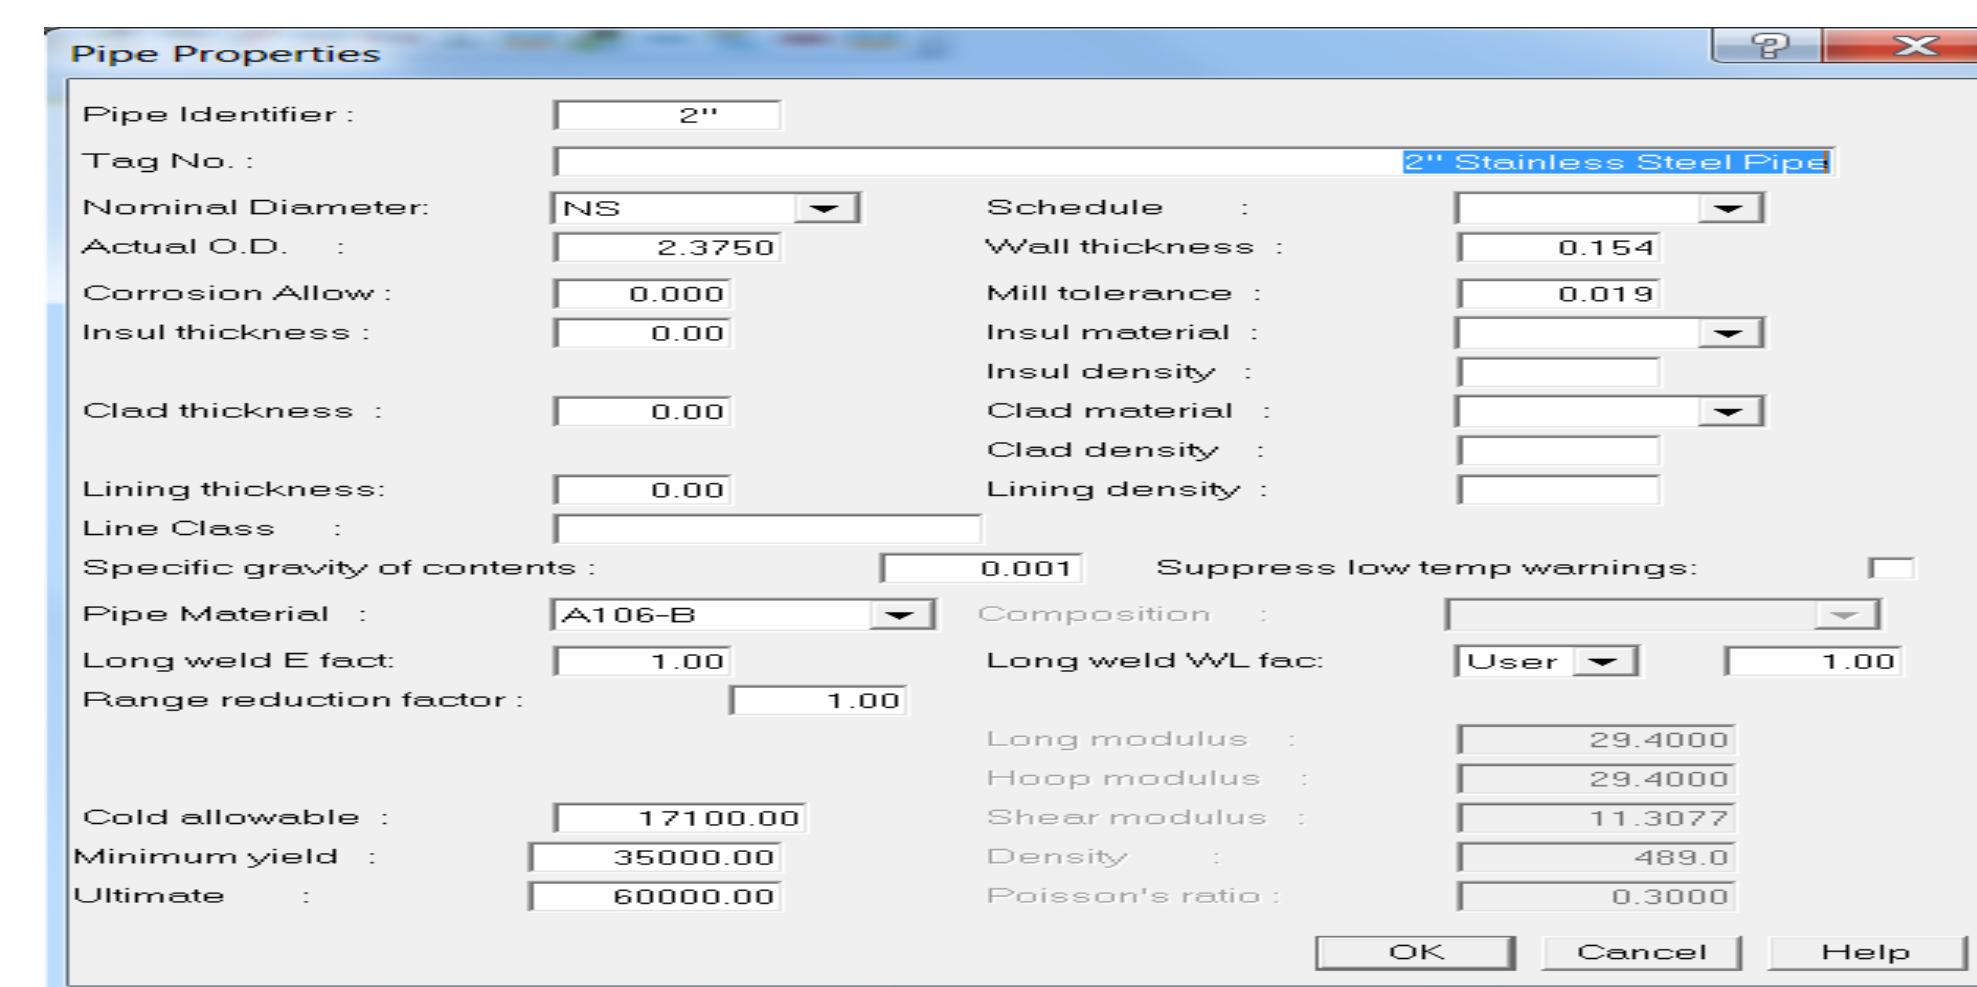 Pipe Properties
Pipe Identifier : 2"
Tag No. : 2" Stainless Steel Pipe
Nominal Diameter: NS Schedule :
Actual O.D. : 2.3750 Wall thickness : 0.154
Corrosion Allow : 0.000 Mill tolerance : 0.019
Insul thickness : 0.00 Insul material :
Insul density :
Clad thickness : 0.00 Clad material :
Clad density :
Lining thickness: 0.00 Lining density :
Line Class :
Specific gravity of contents : 0.001 Suppress low temp warnings:
Pipe Material : A106-B Composition :
Long weld E fact: 1.00 Long weld WL fac: User 1.00
Range reduction factor : 1.00
Long modulus : 29.4000
Hoop modulus : 29.4000
Cold allowable : 17100.00 Shear modulus : 11.3077
Minimum yield : 35000.00 Density : 489.0
Ultimate : 60000.00 Poisson's ratio : 0.3000
OK Cancel Help